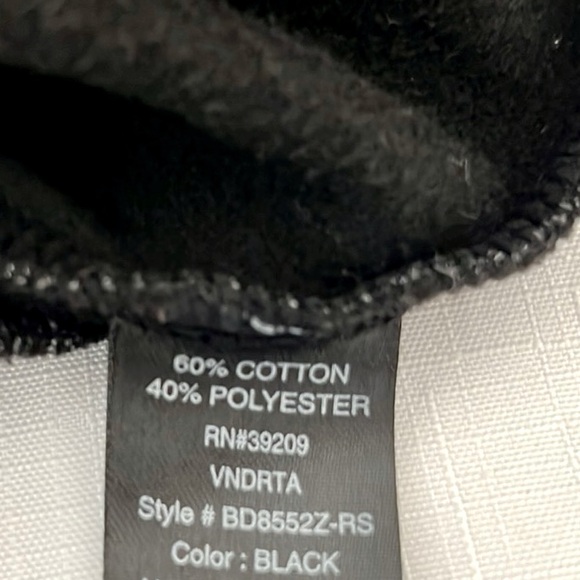 60% COTTON
40% POLYESTER
RN#39209
VNDRTA
Style # BD8552Z-RS
Color : BLACK